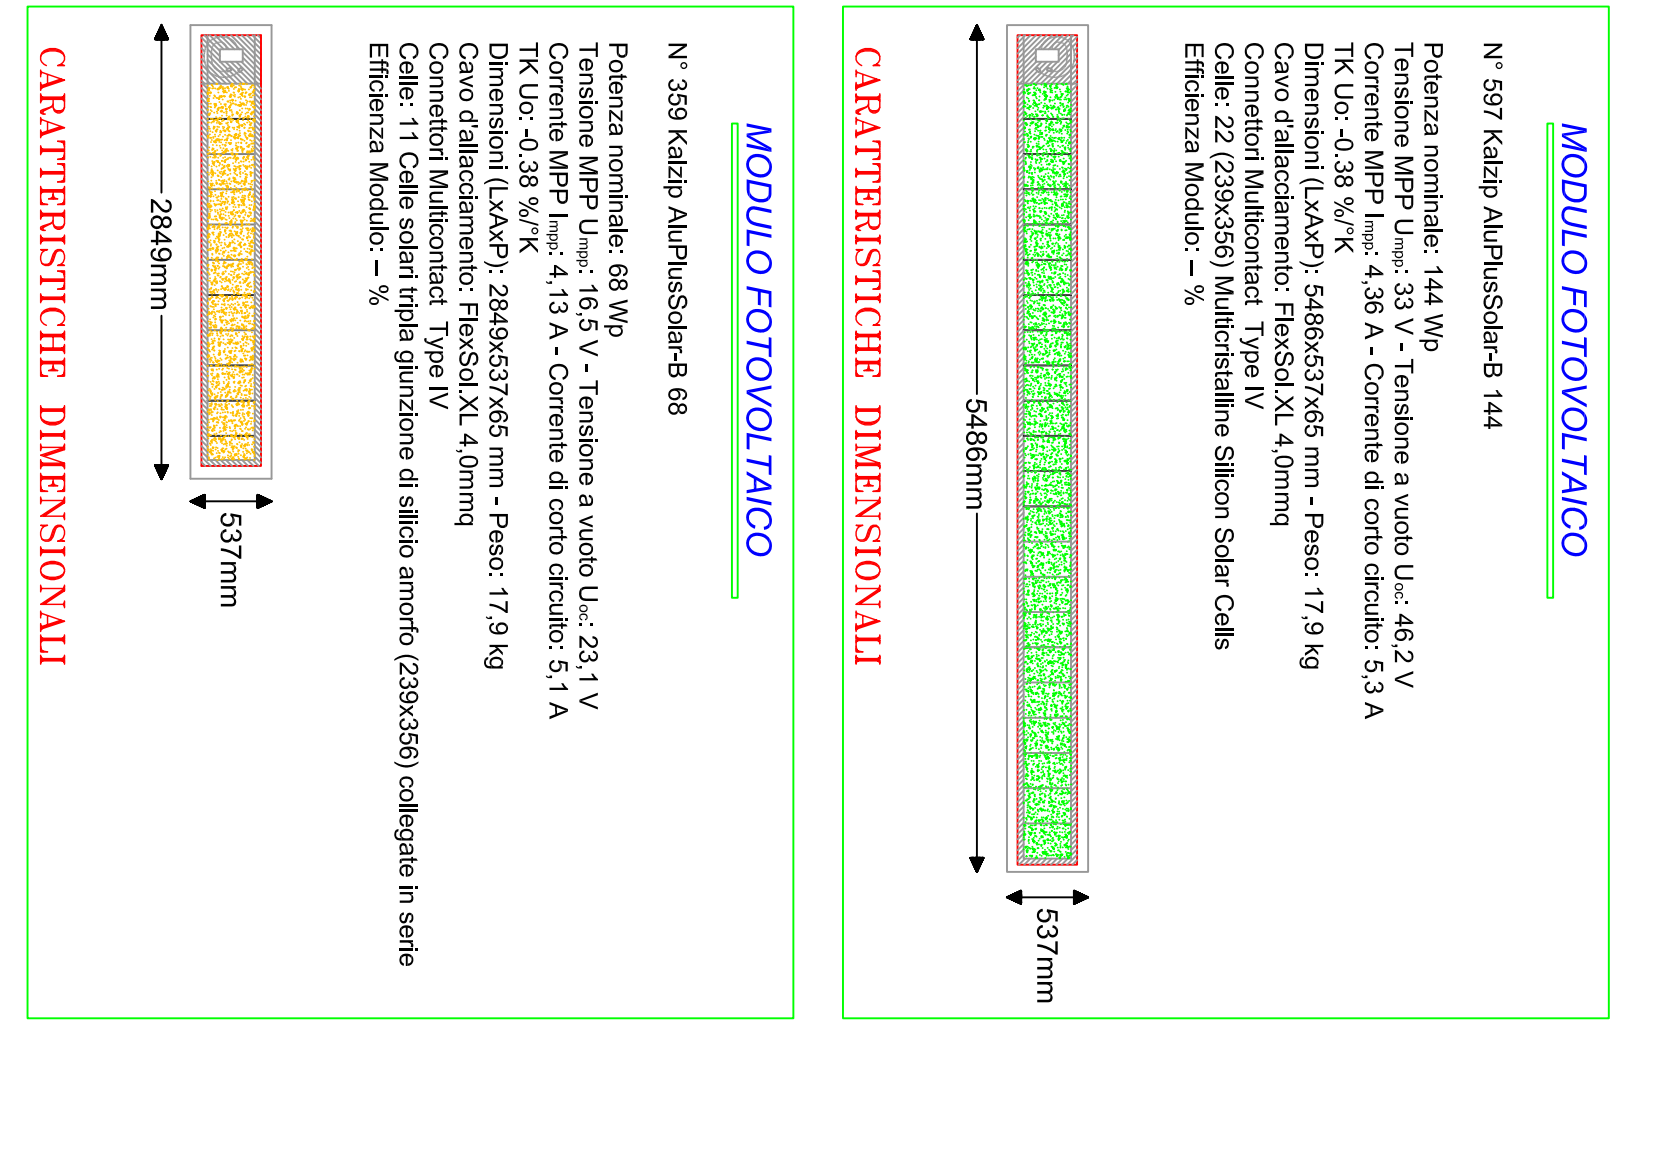 MODULO FOTOVOLTAICO
N° 597 Kalzip AluPlusSolar-B 144
Potenza nominale: 144 Wp
Tensione MPP Umpp: 33 V - Tensione a vuoto Uoc: 46,2 V
Corrente MPP Impp: 4,36 A - Corrente di corto circuito: 5,3 A
TK Uo: -0.38 %/°K
Dimensioni (LxAxP): 5486x537x65 mm - Peso: 17,9 kg
Cavo d'allacciamento: FlexSol.XL 4,0mmq
Connettori Multicontact Type IV
Celle: 22 (239x356) Multicristalline Silicon Solar Cells
Efficienza Modulo: – %
537mm
5486mm
CARATTERISTICHE DIMENSIONALI
MODULO FOTOVOLTAICO
N° 359 Kalzip AluPlusSolar-B 68
Potenza nominale: 68 Wp
Tensione MPP Umpp: 16,5 V - Tensione a vuoto Uoc: 23,1 V
Corrente MPP Impp: 4,13 A - Corrente di corto circuito: 5,1 A
TK Uo: -0.38 %/°K
Dimensioni (LxAxP): 2849x537x65 mm - Peso: 17,9 kg
Cavo d'allacciamento: FlexSol.XL 4,0mmq
Connettori Multicontact Type IV
Celle: 11 Celle solari tripla giunzione di silicio amorfo (239x356) collegate in serie
Efficienza Modulo: – %
537mm
2849mm
CARATTERISTICHE DIMENSIONALI